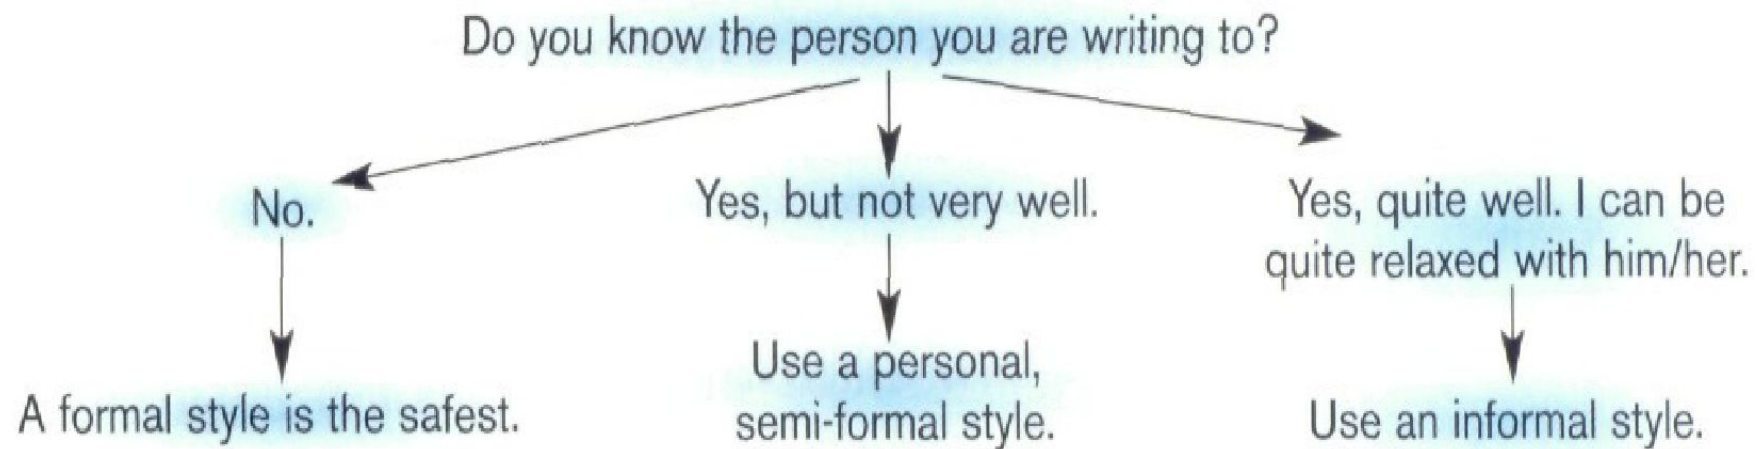 Do you know the person you are writing to?
No.
Yes, but not very well.
Yes, quite well. I can be
quite relaxed with him/her.
A formal style is the safest.
Use a personal,
semi-formal style.
Use an informal style.